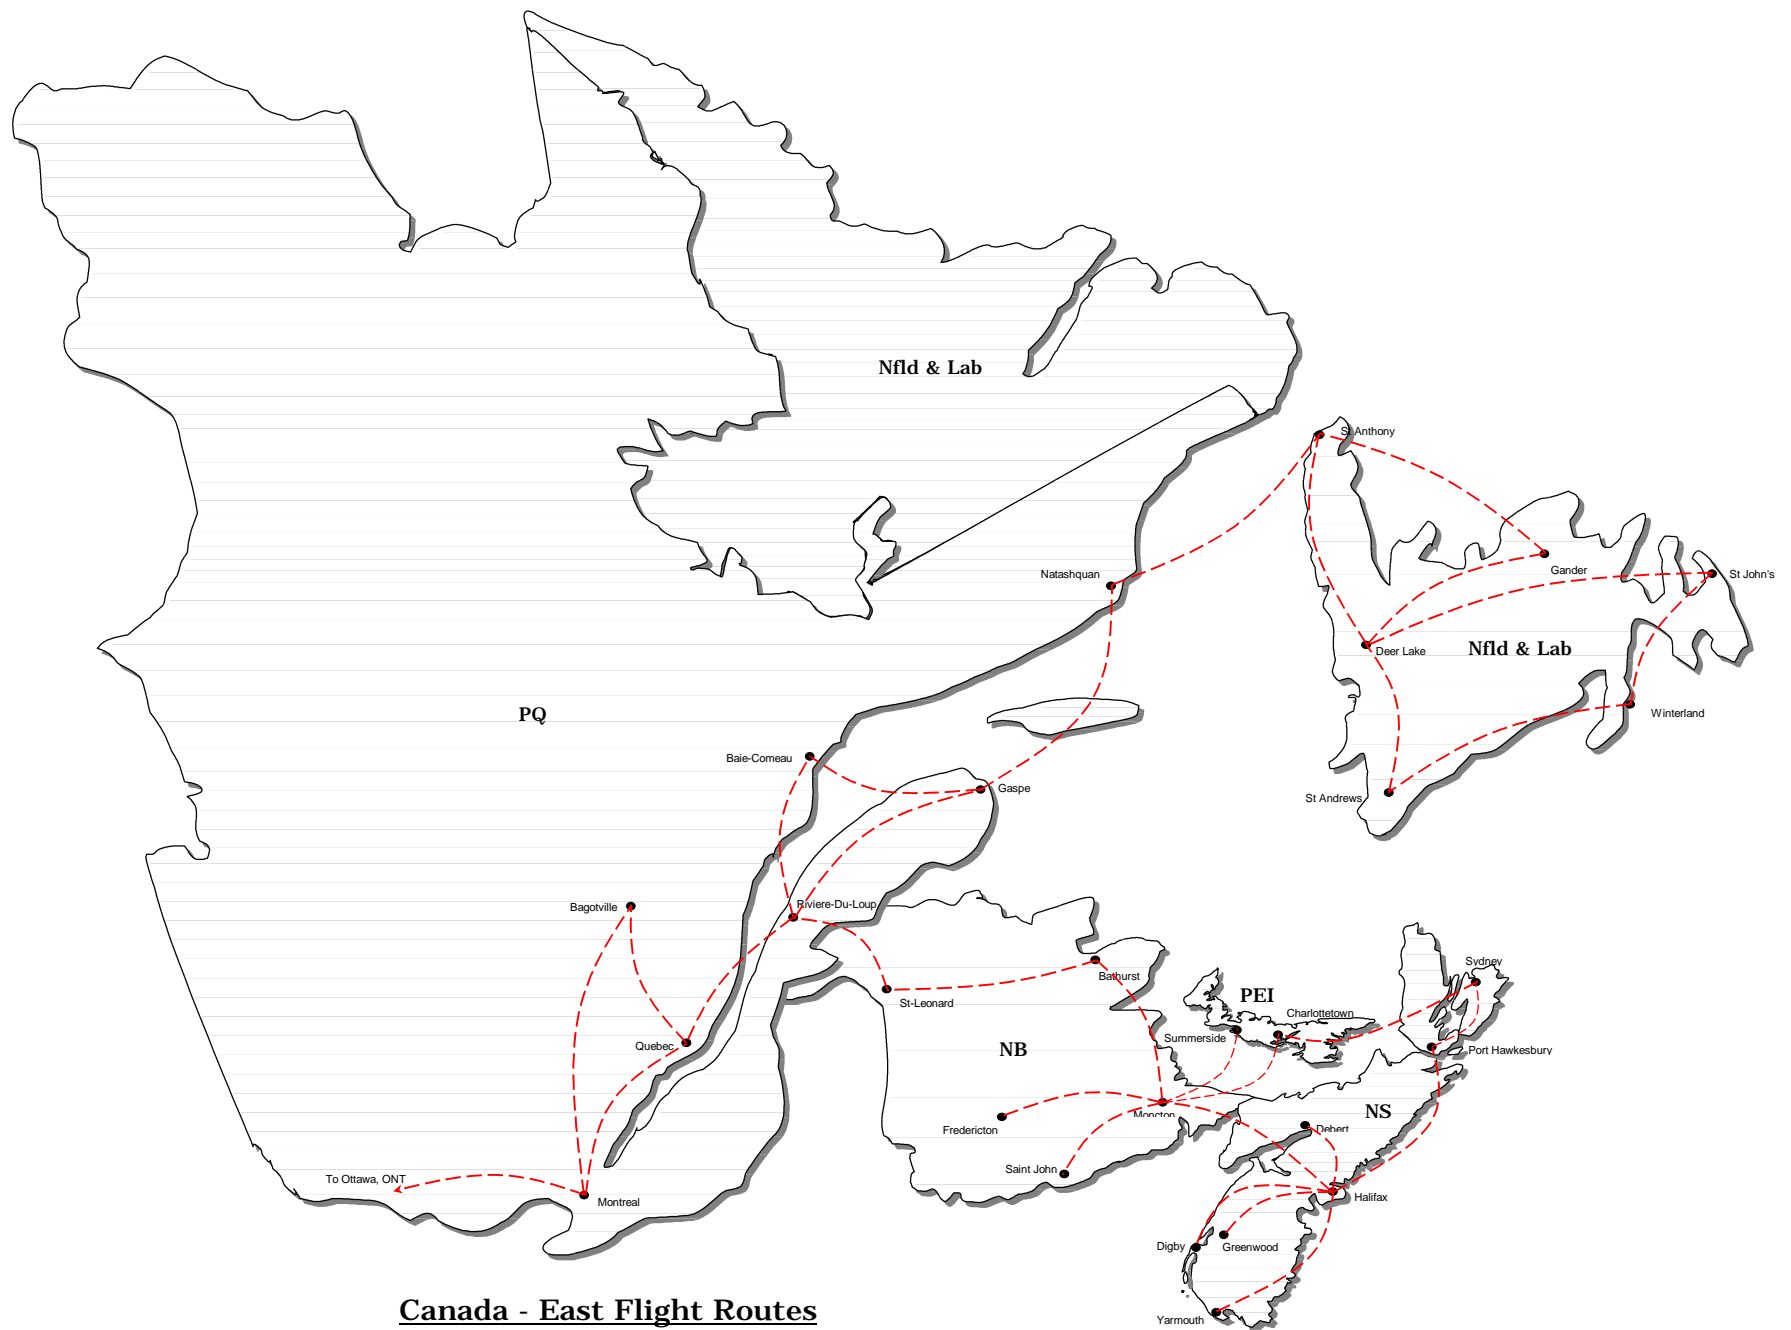 Nfld & Lab
St Anthony
Natashquan
Gander
St John's
Deer Lake
Nfld & Lab
PQ
Winterland
Baie-Comeau
Gaspe
St Andrews
Bagotville
Riviere-Du-Loup
Sydney
Bathurst
PEI
St-Leonard
Charlottetown
Summerside
Quebec
NB
Port Hawkesbury
NS
Moncton
Debert
Fredericton
Saint John
To Ottawa, ONT
Montreal
Halifax
Digby
Greenwood
Canada - East Flight Routes
Yarmouth